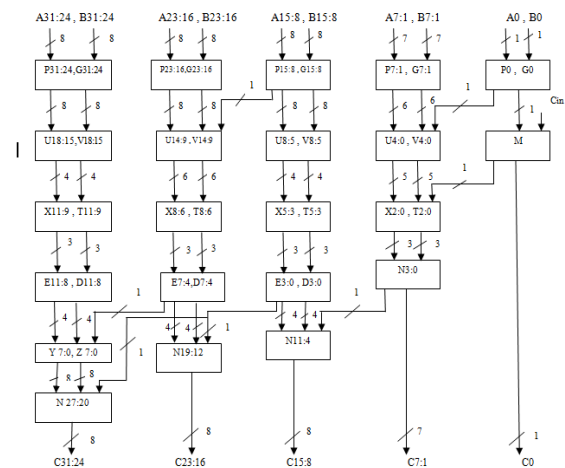 A31:24 , B31:24 A23:16 , B23:16 A15:8 , B15:8 A7:1 , B7:1 A0 , B0
8 8 8 8 8 8 7 7 1 1
P31:24,G31:24 P23:16,G23:16 P15:8 , G15:8 P7:1 , G7:1 P0 , G0
8 8 8 8 1 8 8 6 6 1 1 Cin
U18:15,V18:15 U14:9 ,V14:9 U8:5 , V8:5 U4:0 , V4:0 M
4 4 6 6 4 4 5 5 1
X11:9 , T11:9 X8:6 , T8:6 X5:3 , T5:3 X2:0 , T2:0
3 3 3 3 3 3 3 3
E11:8 , D11:8 E7:4,D7:4 E3:0 , D3:0 N3:0
4 4 1 4 4 1 4 4 1
Y 7:0, Z 7:0 N19:12 N11:4
8 8 1
N 27:20
8 8 8 7 1
C31:24 C23:16 C15:8 C7:1 C0